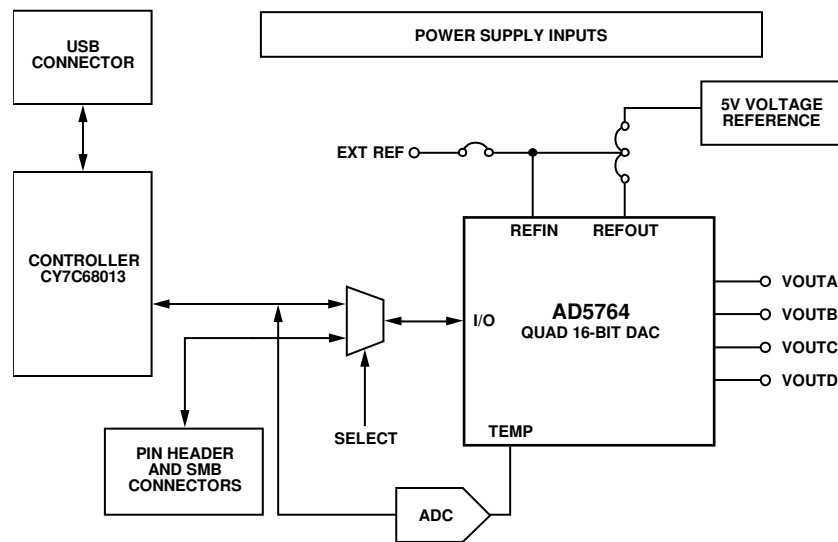 USB
CONNECTOR
POWER SUPPLY INPUTS
5V VOLTAGE
REFERENCE
EXT REF
CONTROLLER
CY7C68013
REFIN
REFOUT
I/O
AD5764
QUAD 16-BIT DAC
VOUTA
VOUTB
VOUTC
VOUTD
SELECT
TEMP
PIN HEADER
AND SMB
CONNECTORS
ADC